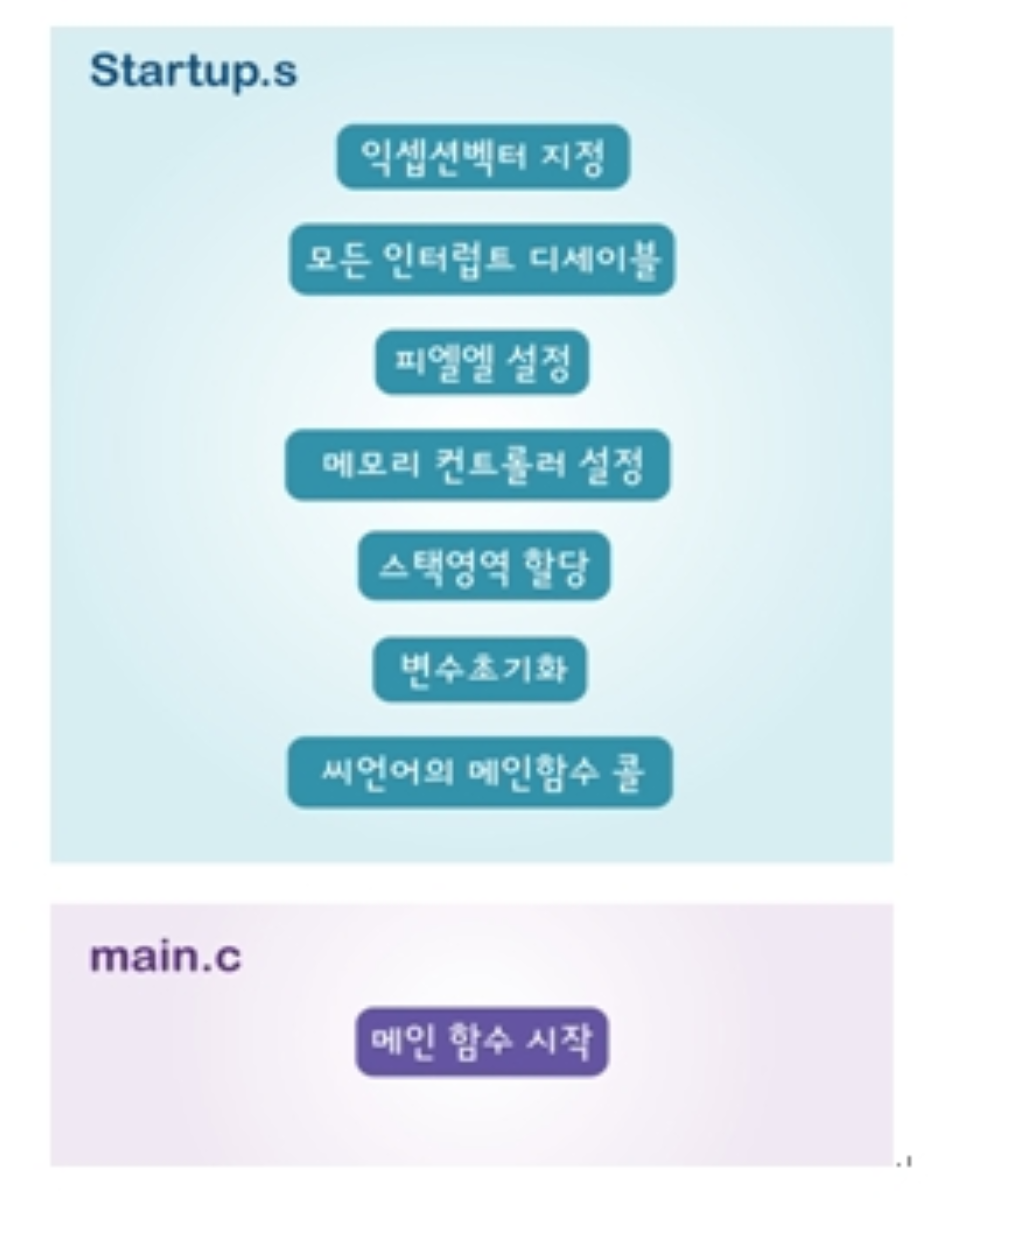 Startup.s
익셉션벡터 지정
모든 인터럽트 디세이블
피엘엘 설정
메모리 컨트롤러 설정
스택영역 할당
변수초기화
씨언어의 메인함수 콜
main.c
메인 함수 시작